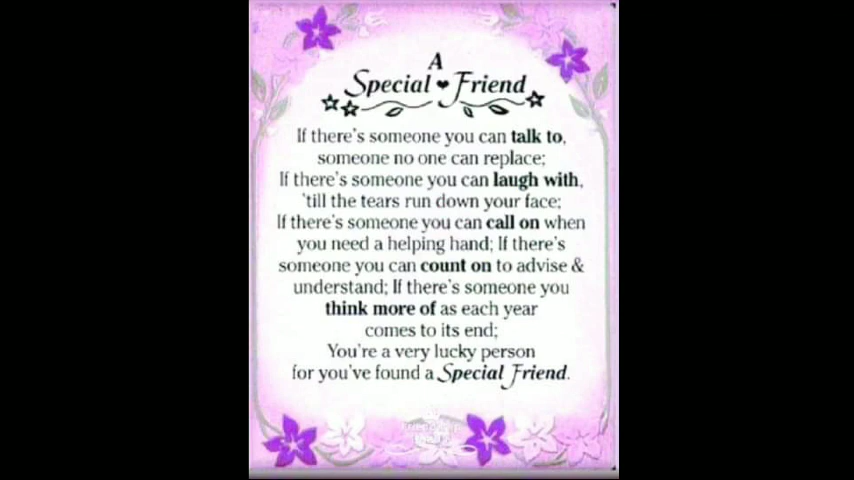 A
Special Friend
If there's someone you can talk to,
someone no one can replace;
If there's someone you can laugh with,
'till the tears run down your face;
If there's someone you can call on when
you need a helping hand; If there's
someone you can count on to advise &
understand; If there's someone you
think more of as each year
comes to its end;
You're a very lucky person
for you've found a Special Friend.